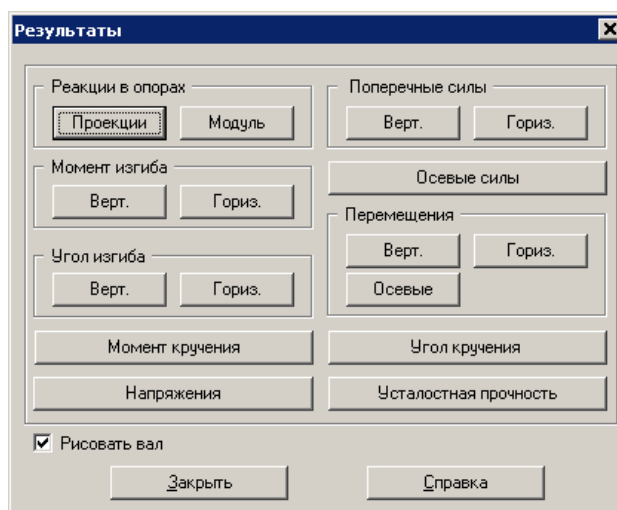 Результаты
Реакции в опорах
Проекции Модуль
Поперечные силы
Верт. Гориз.
Момент изгиба
Верт. Гориз.
Осевые силы
Перемещения
Верт. Гориз.
Осевые
Угол изгиба
Верт. Гориз.
Момент кручения
Угол кручения
Напряжения
Усталостная прочность
Рисовать вал
Закрыть
Справка